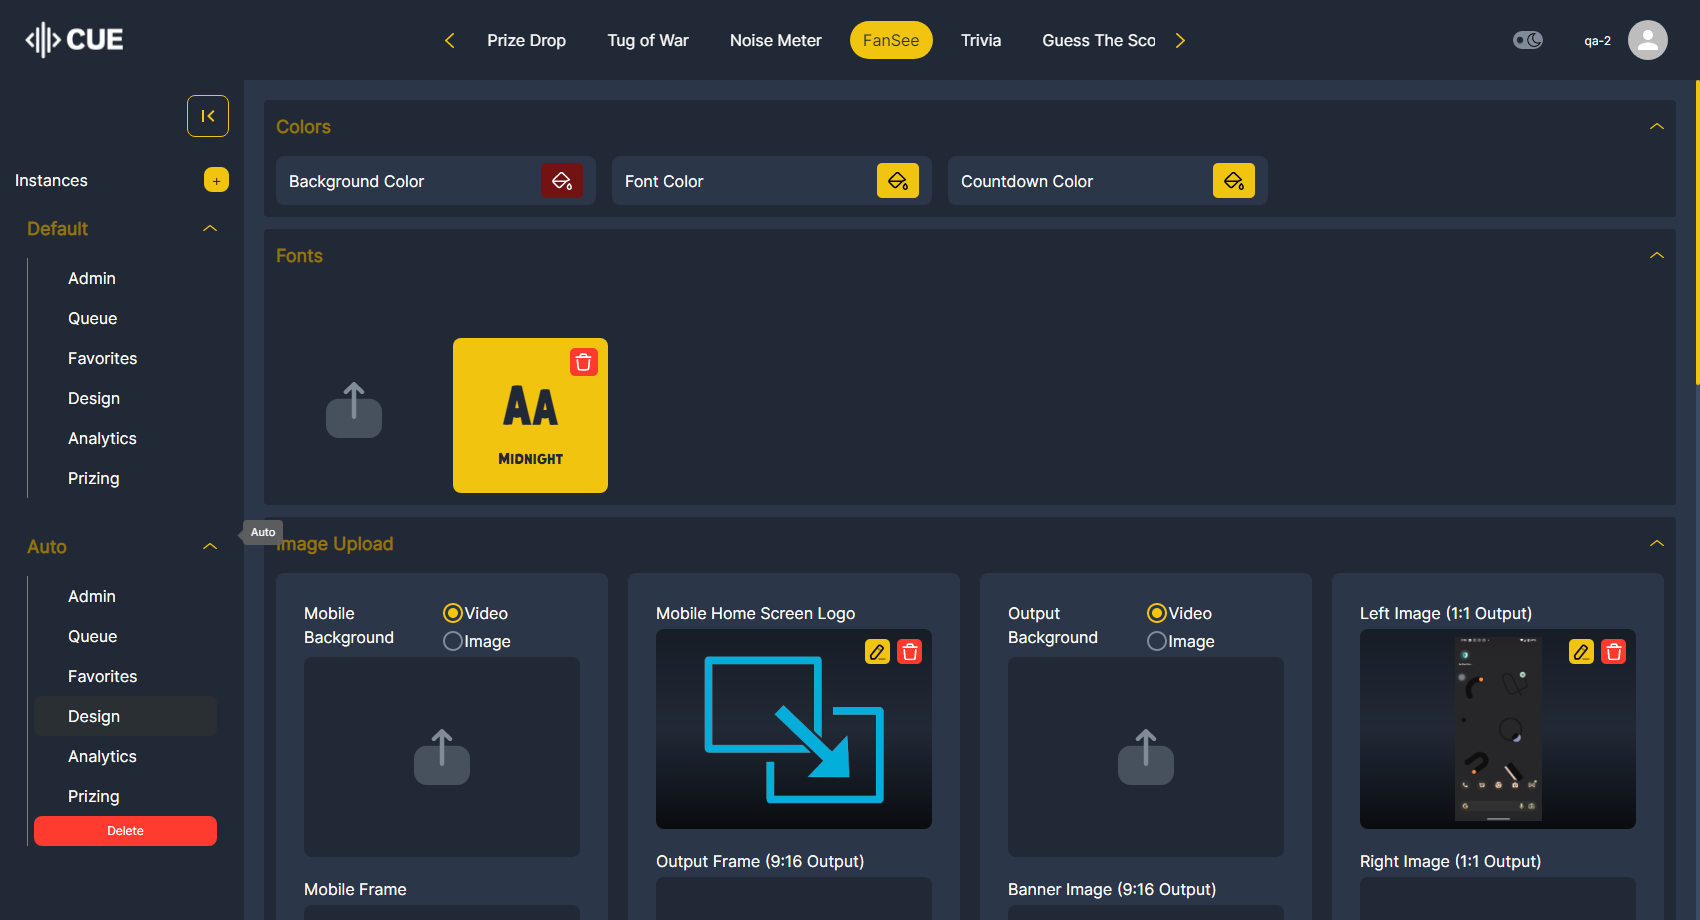 CUE
Prize Drop
Tug of War
Noise Meter
FanSee
Trivia
Guess The Sco
qa-2
Instances
+
Default
Admin
Queue
Favorites
Design
Analytics
Prizing
Auto
Admin
Queue
Favorites
Design
Analytics
Prizing
Delete
Auto
Colors
Background Color
Font Color
Countdown Color
Fonts
AA
MIDNIGHT
Image Upload
Mobile
Background
Video
Image
Mobile Frame
Mobile Home Screen Logo
Output Frame (9:16 Output)
Output
Background
Video
Image
Banner Image (9:16 Output)
Left Image (1:1 Output)
Right Image (1:1 Output)